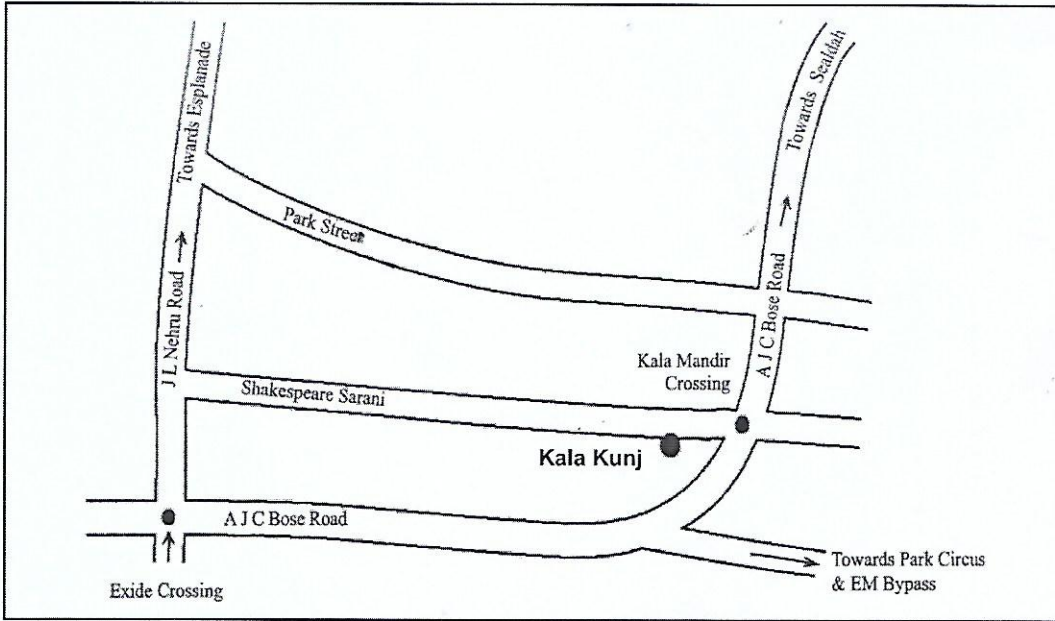 Towards Esplanade
Towards Sealdah
Park Street
J L Nehru Road
A J C Bose Road
Kala Mandir
Crossing
Shakespeare Sarani
Kala Kunj
A J C Bose Road
Towards Park Circus
& EM Bypass
Exide Crossing